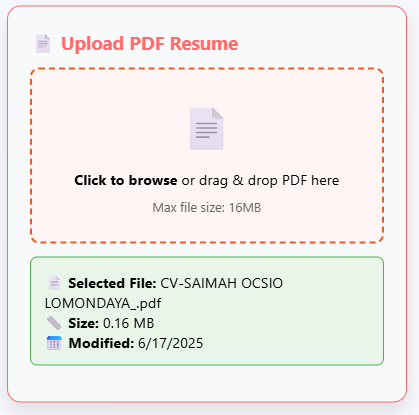 Upload PDF Resume
Click to browse or drag & drop PDF here
Max file size: 16MB
Selected File: CV-SAIMAH OCSIO
LOMONDAYA_.pdf
Size: 0.16 MB
Modified: 6/17/2025